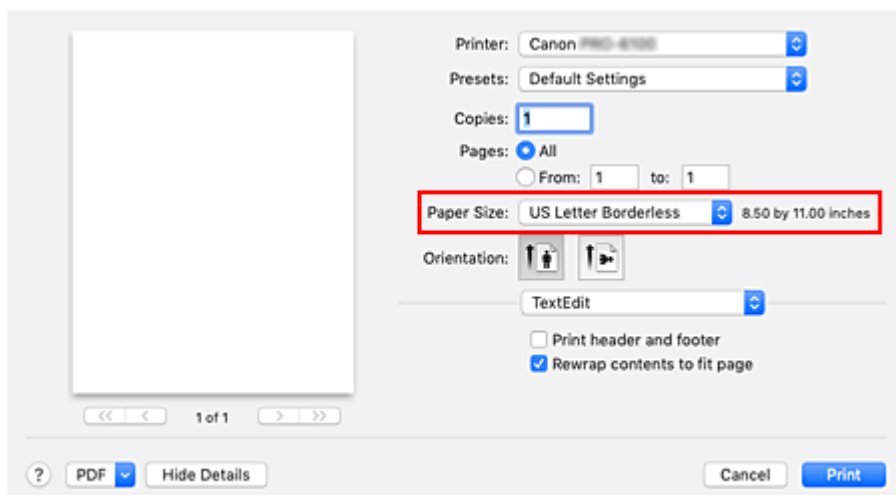 Printer: Canon
Presets: Default Settings
Copies: 1
Pages: All
From: 1 to: 1
Paper Size: US Letter Borderless 8.50 by 11.00 inches
Orientation:
TextEdit
Print header and footer
Rewrap contents to fit page
<< < 1 of 1 > >>
? PDF Hide Details Cancel Print